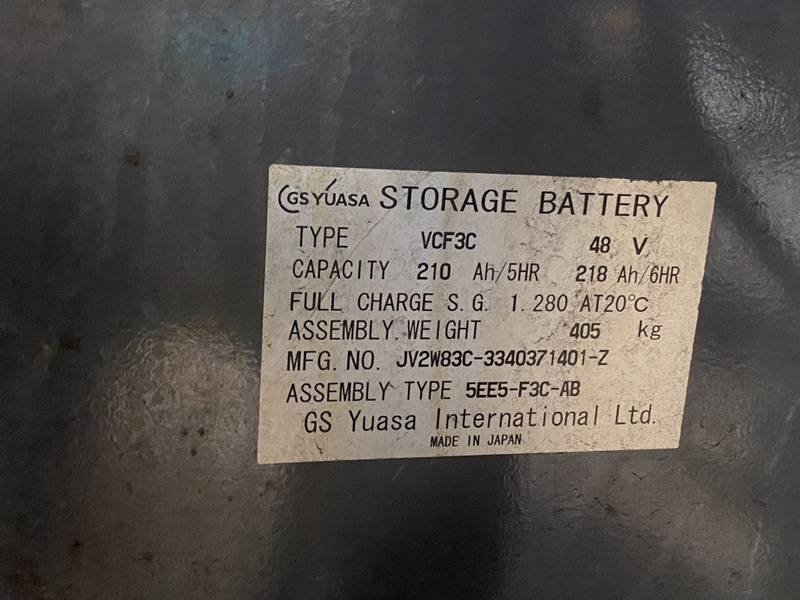 GS YUASA STORAGE BATTERY
TYPE VCF3C 48 V
CAPACITY 210 Ah/5HR 218 Ah/6HR
FULL CHARGE S.G. 1.280 AT20℃
ASSEMBLY.WEIGHT 405 kg
MFG.NO. JV2W83C-3340371401-Z
ASSEMBLY TYPE 5EE5-F3C-AB
GS Yuasa International Ltd.
MADE IN JAPAN